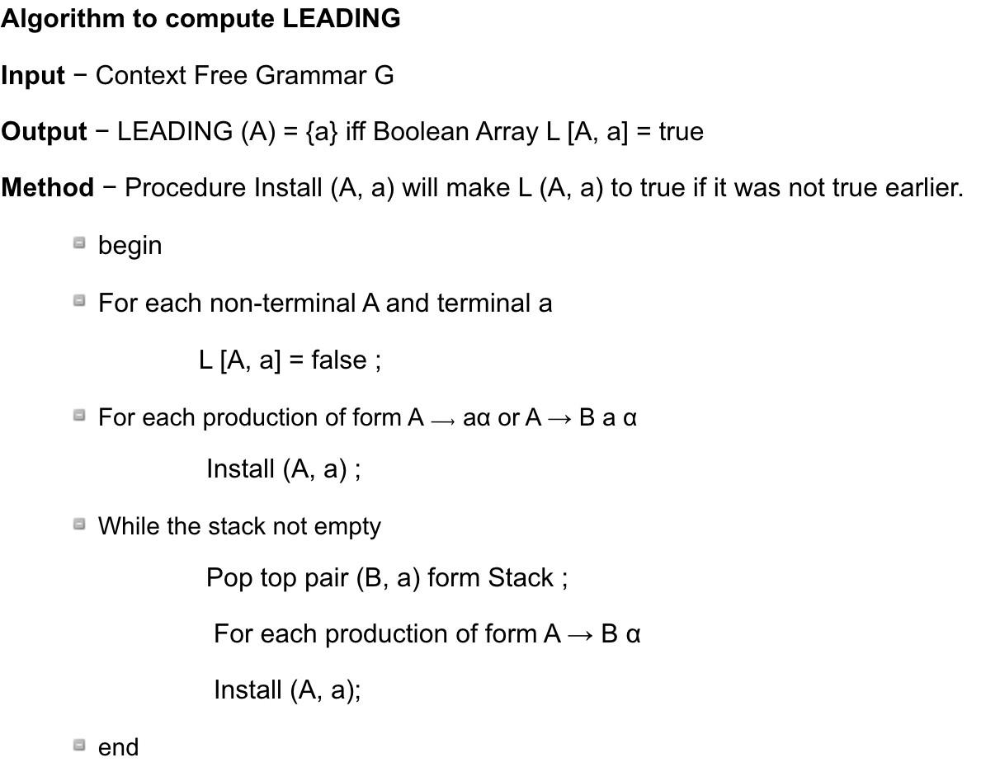 Algorithm to compute LEADING
Input − Context Free Grammar G
Output − LEADING (A) = {a} iff Boolean Array L [A, a] = true
Method − Procedure Install (A, a) will make L (A, a) to true if it was not true earlier.
begin
For each non-terminal A and terminal a
L [A, a] = false ;
For each production of form A ⟶ aα or A → B a α
Install (A, a) ;
While the stack not empty
Pop top pair (B, a) form Stack ;
For each production of form A → B α
Install (A, a);
end